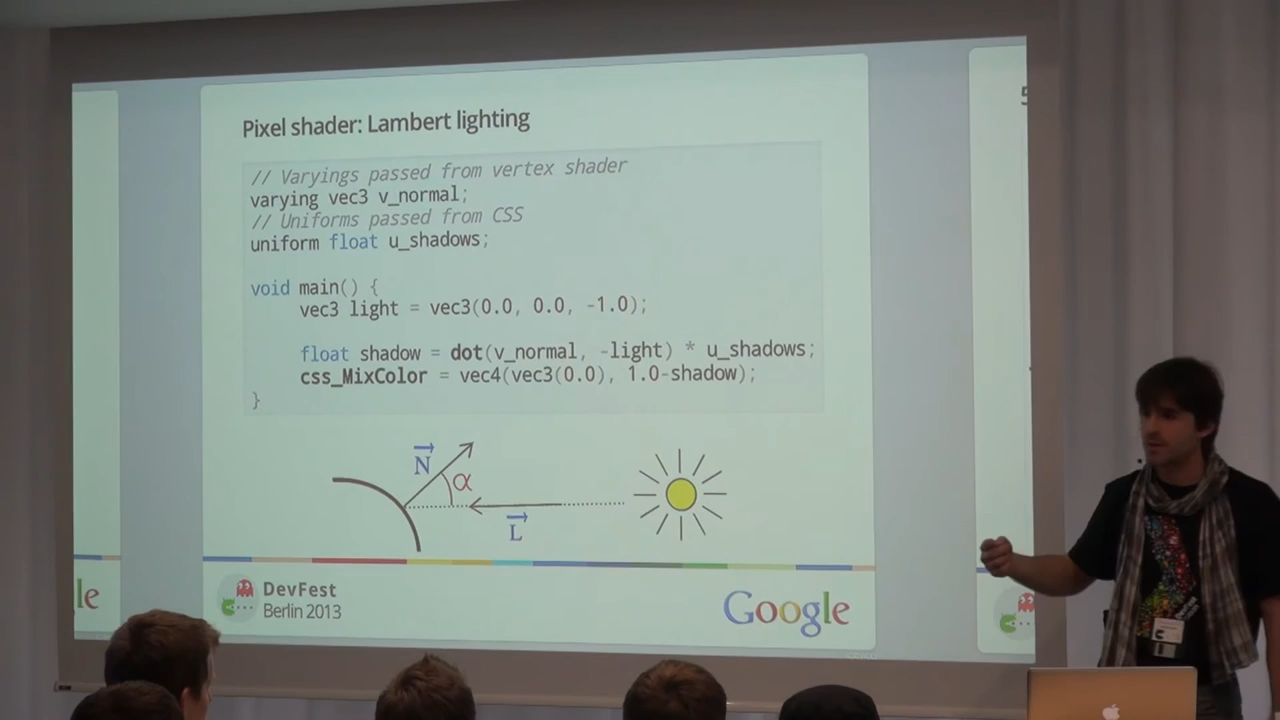 Pixel shader: Lambert lighting
// Varyings passed from vertex shader
varying vec3 v_normal;
// Uniforms passed from CSS
uniform float u_shadows;
void main() {
vec3 light = vec3(0.0, 0.0, -1.0);
float shadow = dot(v_normal, -light) * u_shadows;
css_MixColor = vec4(vec3(0.0), 1.0-shadow);
}
N
α
L
DevFest
Berlin 2013
Google
le